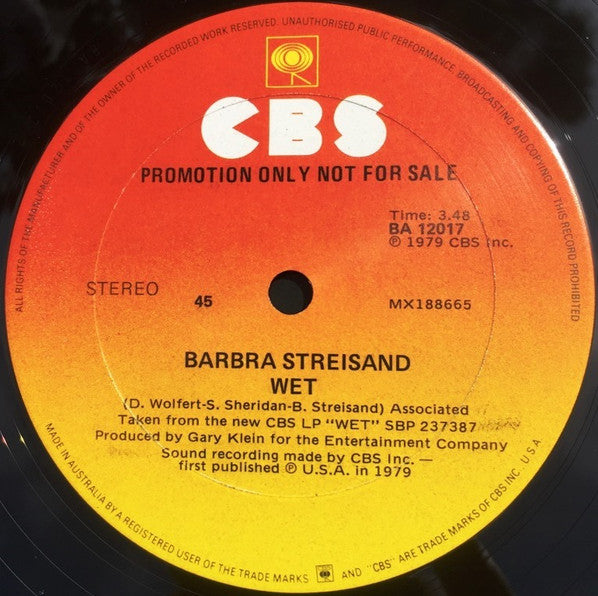 ALL RIGHTS OF THE MANUFACTURER AND OF THE OWNER OF THE RECORDED WORK RESERVED. UNAUTHORISED PUBLIC PERFORMANCE, BROADCASTING AND COPYING OF THIS RECORD PROHIBITED
CBS
PROMOTION ONLY NOT FOR SALE
Time: 3.48
BA 12017
℗ 1979 CBS Inc.
STEREO 45 MX188665
BARBRA STREISAND
WET
(D. Wolfert-S. Sheridan-B. Streisand) Associated
Taken from the new CBS LP "WET" SBP 237387
Produced by Gary Klein for the Entertainment Company
Sound recording made by CBS Inc. —
first published ℗ U.S.A. in 1979
MADE IN AUSTRALIA BY A REGISTERED USER OF THE TRADE MARKS AND "CBS" ARE TRADE MARKS OF CBS INC. U.S.A.